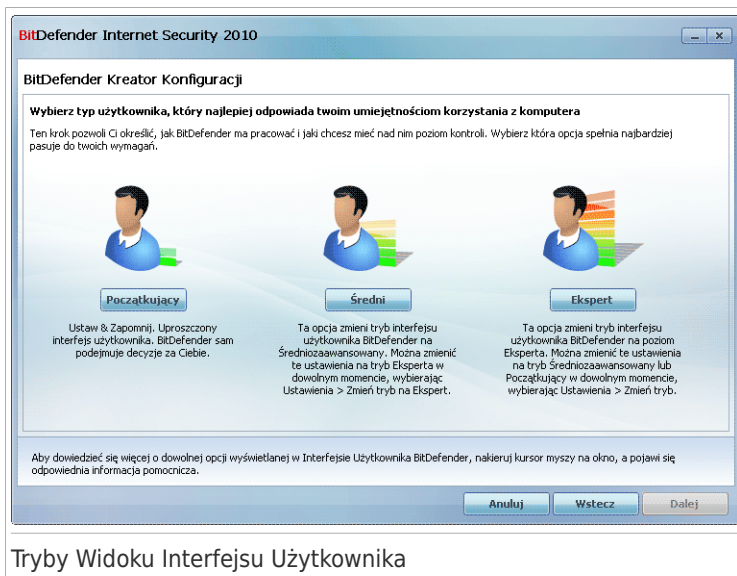 BitDefender Internet Security 2010
BitDefender Kreator Konfiguracji
Wybierz typ użytkownika, który najlepiej odpowiada twoim umiejętnościom korzystania z komputera
Ten krok pozwoli Ci określić, jak BitDefender ma pracować i jaki chcesz mieć nad nim poziom kontroli. Wybierz która opcja spełnia najbardziej
pasuje do twoich wymagań.
Początkujący
Ustaw & Zapomnij. Uproszczony
interfejs użytkownika. BitDefender sam
podejmuje decyzje za Ciebie.
Średni
Ta opcja zmieni tryb interfejsu
użytkownika BitDefender na
Średniozaawansowany. Można zmienić
te ustawienia na tryb Eksperta w
dowolnym momencie, wybierając
Ustawienia > Zmień tryb na Ekspert.
Ekspert
Ta opcja zmieni tryb interfejsu
użytkownika BitDefender na poziom
Eksperta. Można zmienić te ustawienia
na tryb Średniozaawansowany lub
Początkujący w dowolnym momencie,
wybierając Ustawienia > Zmień tryb.
Aby dowiedzieć się więcej o dowolnej opcji wyświetlanej w Interfejsie Użytkownika BitDefender, nakieruj kursor myszy na okno, a pojawi się
odpowiednia informacja pomocnicza.
Anuluj Wstecz Dalej
Tryby Widoku Interfejsu Użytkownika